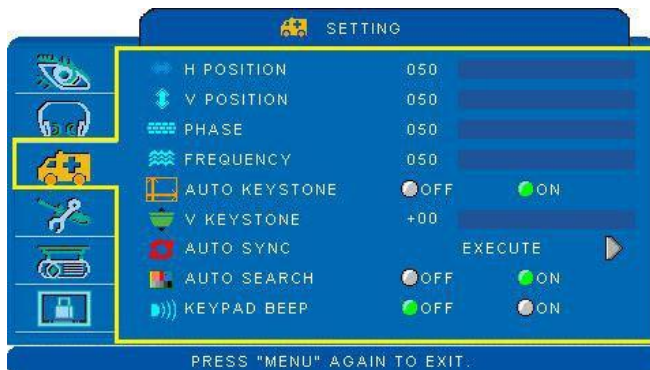 SETTING
H POSITION 050
V POSITION 050
PHASE 050
FREQUENCY 050
AUTO KEYSTONE OFF ON
V KEYSTONE +00
AUTO SYNC EXECUTE
AUTO SEARCH OFF ON
KEYPAD BEEP OFF ON
PRESS "MENU" AGAIN TO EXIT.